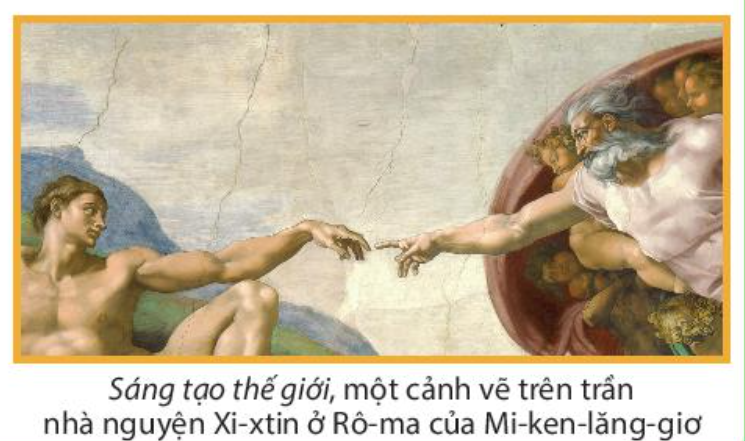 Sáng tạo thế giới, một cảnh vẽ trên trần
nhà nguyện Xi-xtin ở Rô-ma của Mi-ken-lăng-giơ